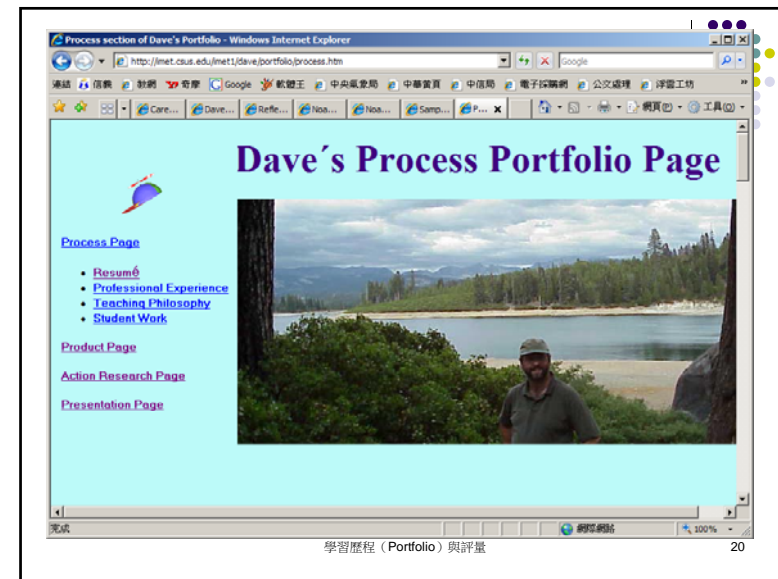 Process section of Dave's Portfolio - Windows Internet Explorer
http://imet.csus.edu/imet1/dave/portfolio/process.htm
Google
連結 信義 計網 奇摩 Google 軟體王 中央氣象局 中華黃頁 中信局 電子採購網 公文處理 浮雲工坊 »
Care... Dave... Refle... Noa... Noa... Samp... P... x 網頁(P) 工具(O)
Dave´s Process Portfolio Page
Process Page
Resumé
Professional Experience
Teaching Philosophy
Student Work
Product Page
Action Research Page
Presentation Page
完成 網際網路 100%
學習歷程（Portfolio）與評量 20